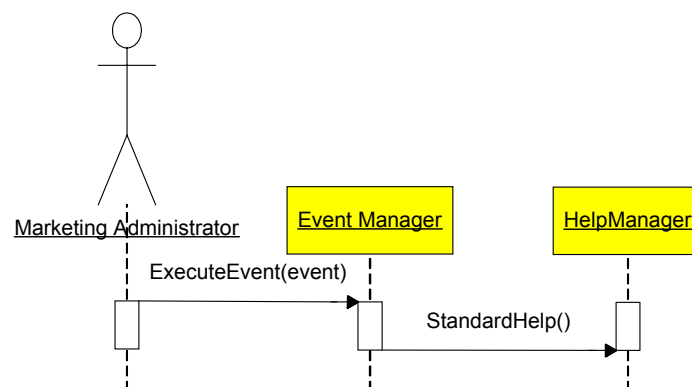 Marketing Administrator
Event Manager
HelpManager
ExecuteEvent(event)
StandardHelp()